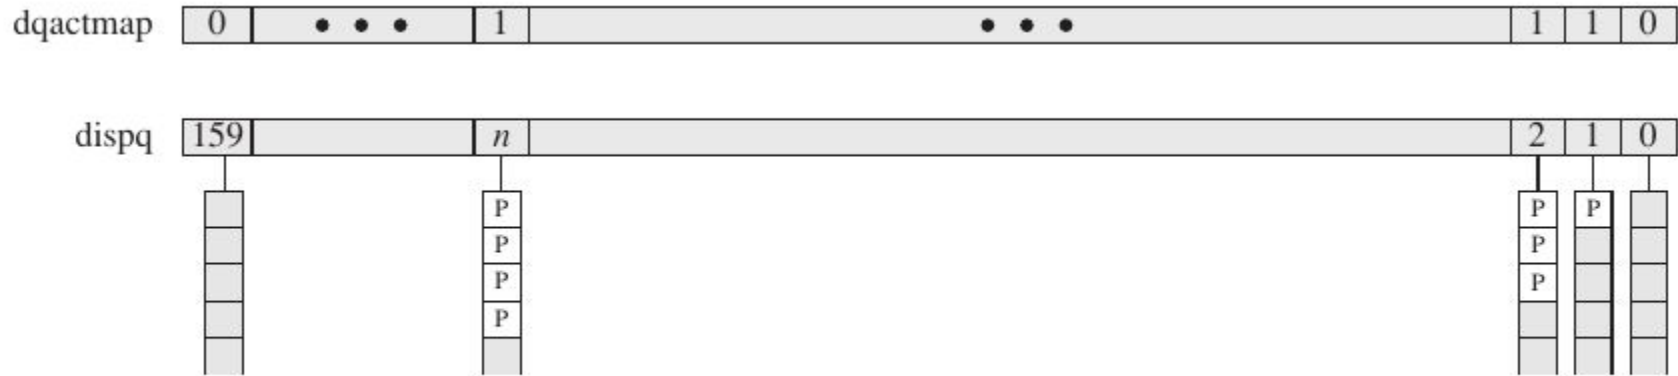 dqactmap 0 • • • 1 • • • 1 1 0
dispq 159 n 2 1 0
P P P
P P
P P
P